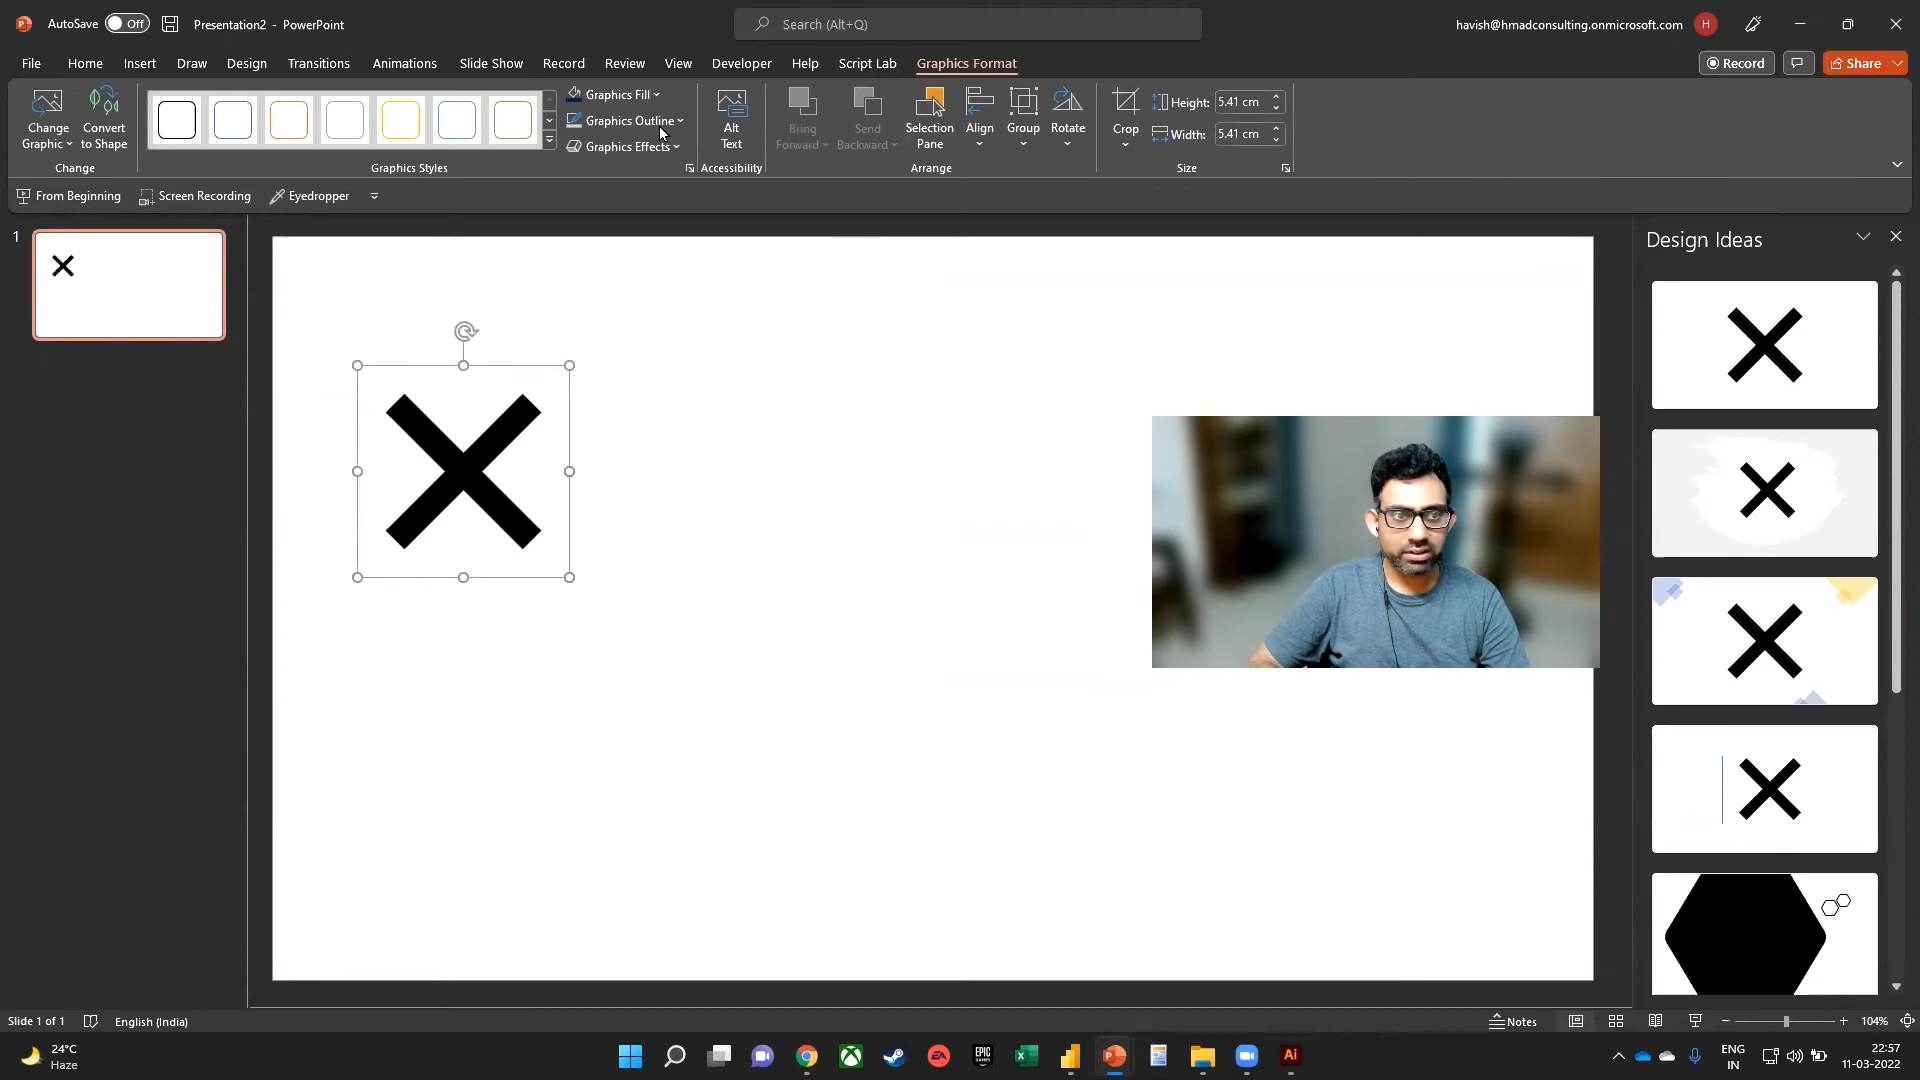 AutoSave Off Presentation2 - PowerPoint Search (Alt+Q) havish@hmadconsulting.onmicrosoft.com H
File Home Insert Draw Design Transitions Animations Slide Show Record Review View Developer Help Script Lab Graphics Format Record Share
Change Graphic
Convert to Shape
Change
Graphics Fill
Graphics Outline
Graphics Effects
Graphics Styles
Alt Text
Accessibility
Bring Forward
Send Backward
Selection Pane
Align
Group
Rotate
Arrange
Crop
Height: 5.41 cm
Width: 5.41 cm
Size
From Beginning Screen Recording Eyedropper
1
Design Ideas
Slide 1 of 1 English (India) Notes 104%
24°C
Haze
EA
EPIC GAMES
Ai
ENG
IN
22:57
11-03-2022